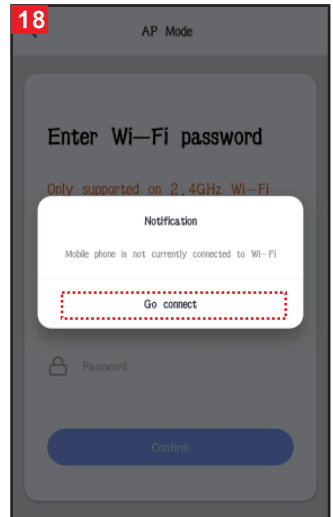 18
AP Mode
Enter Wi-Fi password
Only supported on 2.4GHz Wi-Fi
Notification
Mobile phone is not currently connected to Wi-Fi
Go connect
Password
Confirm